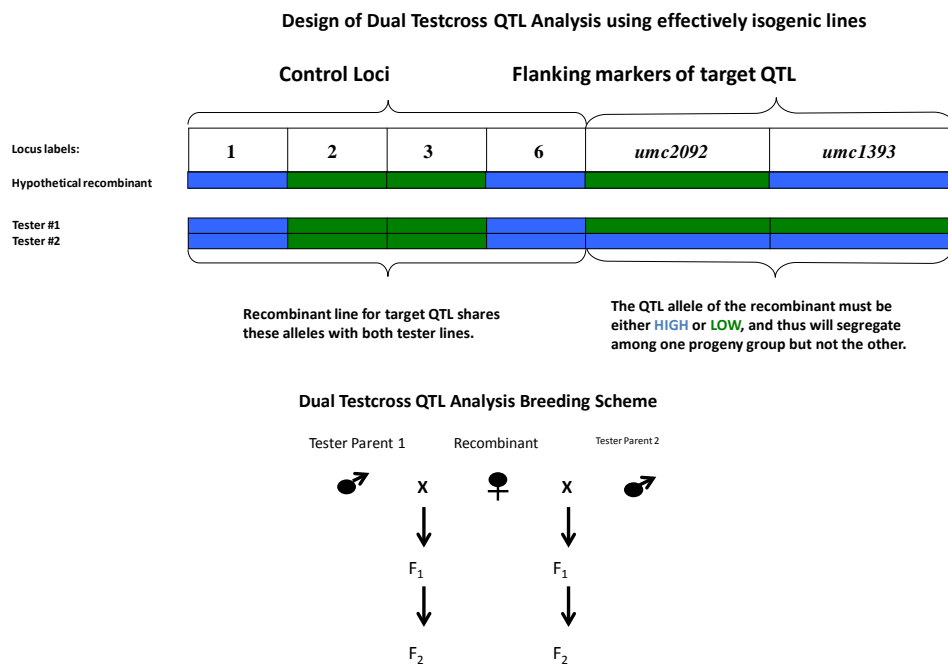 Design of Dual Testcross QTL Analysis using effectively isogenic lines
Control Loci
Flanking markers of target QTL
Locus labels:
1
2
3
6
umc2092
umc1393
Hypothetical recombinant
Tester #1
Tester #2
Recombinant line for target QTL shares
these alleles with both tester lines.
The QTL allele of the recombinant must be
either HIGH or LOW, and thus will segregate
among one progeny group but not the other.
Dual Testcross QTL Analysis Breeding Scheme
Tester Parent 1
Recombinant
Tester Parent 2
X
X
F1
F1
F2
F2